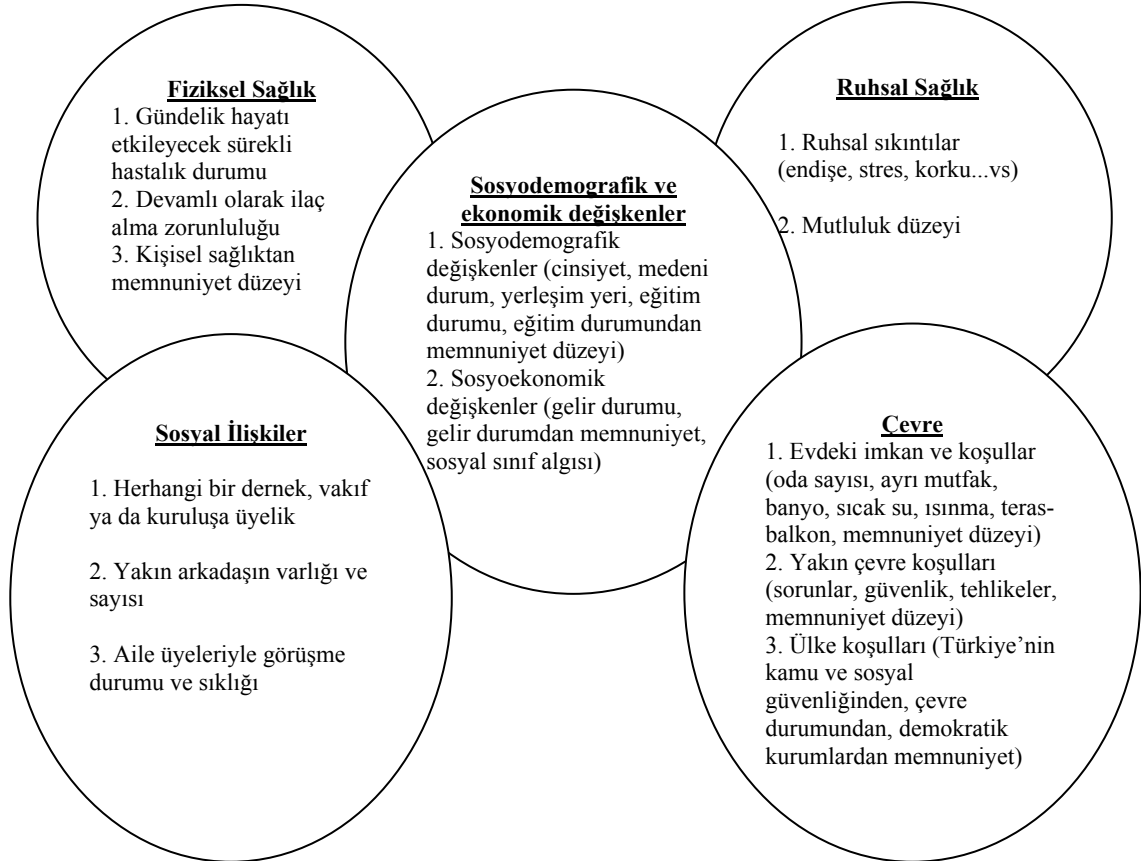 Fiziksel Sağlık
1. Gündelik hayatı
etkileyecek sürekli
hastalık durumu
2. Devamlı olarak ilaç
alma zorunluluğu
3. Kişisel sağlıktan
memnuniyet düzeyi
Sosyodemografik ve
ekonomik değişkenler
1. Sosyodemografik
değişkenler (cinsiyet, medeni
durum, yerleşim yeri, eğitim
durumu, eğitim durumundan
memnuniyet düzeyi)
2. Sosyoekonomik
değişkenler (gelir durumu,
gelir durumdan memnuniyet,
sosyal sınıf algısı)
Ruhsal Sağlık
1. Ruhsal sıkıntılar
(endişe, stres, korku...vs)
2. Mutluluk düzeyi
Sosyal İlişkiler
1. Herhangi bir dernek, vakıf
ya da kuruluşa üyelik
2. Yakın arkadaşın varlığı ve
sayısı
3. Aile üyeleriyle görüşme
durumu ve sıklığı
Çevre
1. Evdeki imkan ve koşullar
(oda sayısı, ayrı mutfak,
banyo, sıcak su, ısınma, teras-
balkon, memnuniyet düzeyi)
2. Yakın çevre koşulları
(sorunlar, güvenlik, tehlikeler,
memnuniyet düzeyi)
3. Ülke koşulları (Türkiye’nin
kamu ve sosyal
güvenliğinden, çevre
durumundan, demokratik
kurumlardan memnuniyet)